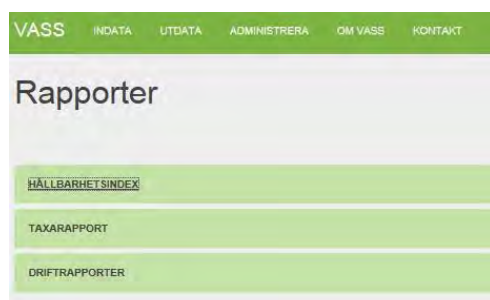 VASS INDATA UTDATA ADMINISTRERA OM VASS KONTAKT
Rapporter
HÅLLBARHETSINDEX
TAXARAPPORT
DRIFTRAPPORTER